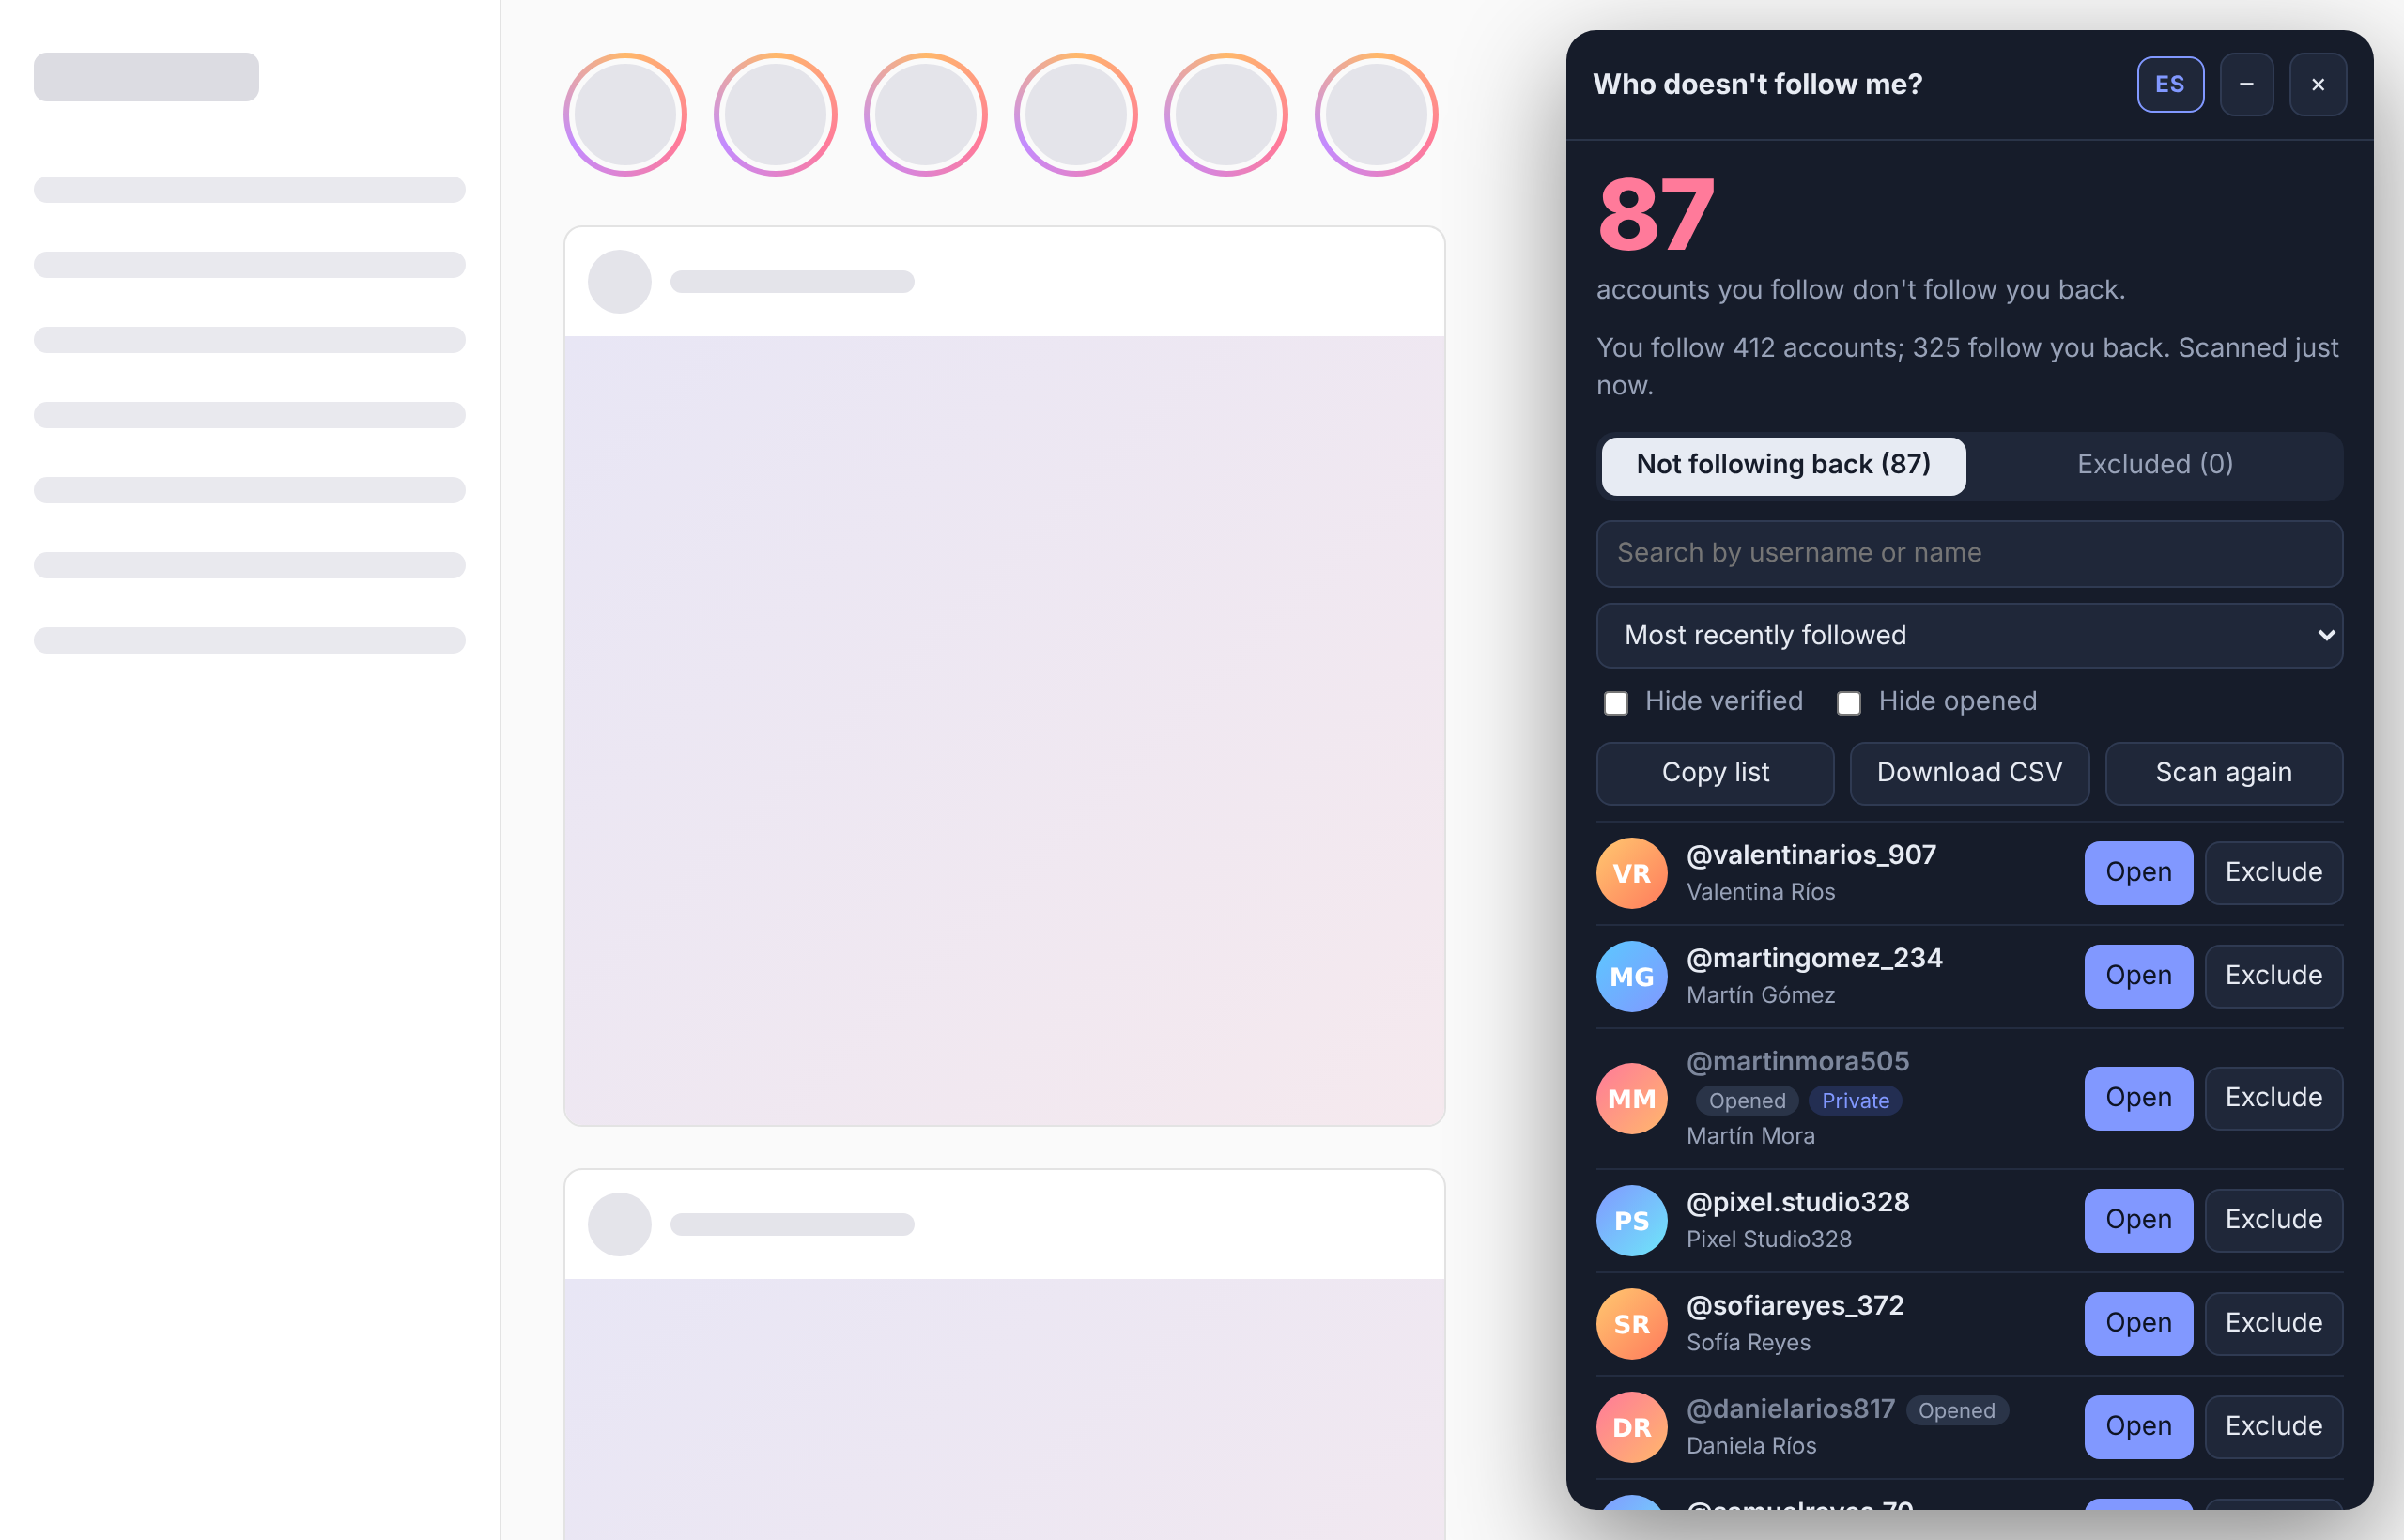 Who doesn't follow me?
ES
87
accounts you follow don't follow you back.
You follow 412 accounts; 325 follow you back. Scanned just
now.
Not following back (87)
Excluded (0)
Search by username or name
Most recently followed
Hide verified
Hide opened
Copy list
Download CSV
Scan again
VR
@valentinarios_907
Valentina Ríos
Open
Exclude
MG
@martingomez_234
Martín Gómez
Open
Exclude
MM
@martinmora505
Opened
Private
Martín Mora
Open
Exclude
PS
@pixel.studio328
Pixel Studio328
Open
Exclude
SR
@sofiareyes_372
Sofía Reyes
Open
Exclude
DR
@danielarios817
Opened
Daniela Ríos
Open
Exclude